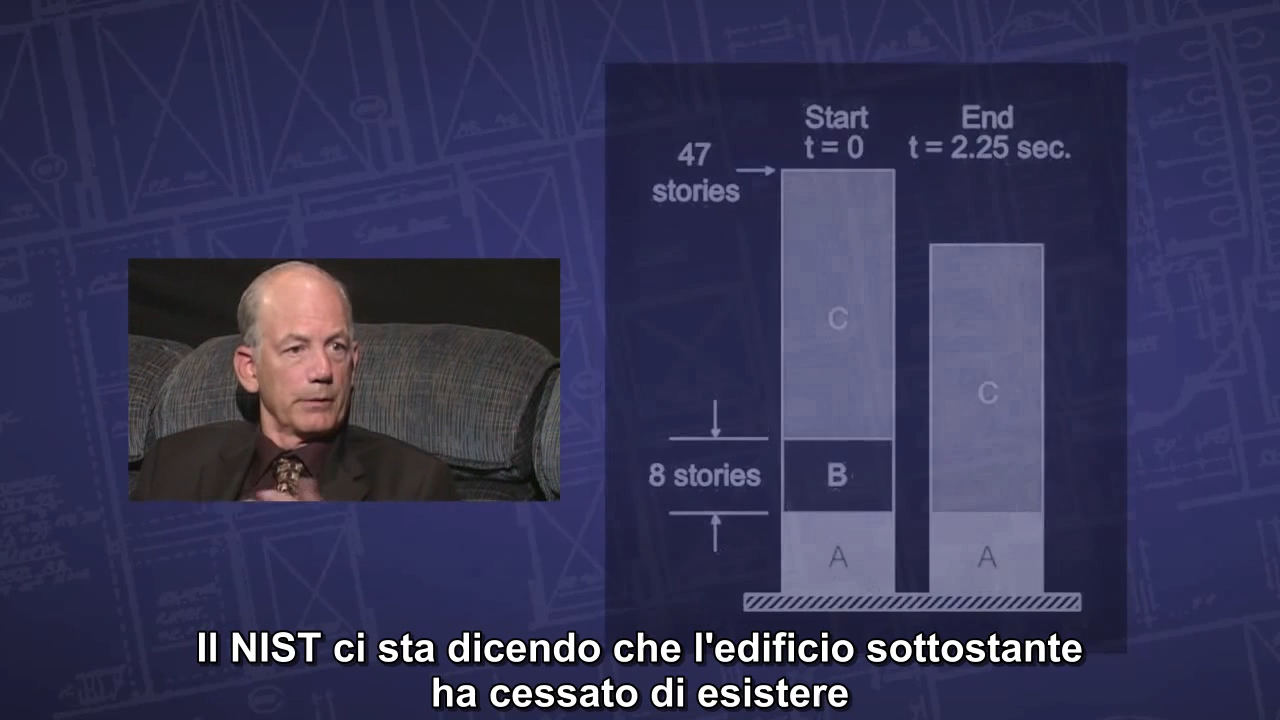 Start
t = 0
End
t = 2.25 sec.
47
stories
C
C
8 stories
B
A
A
Il NIST ci sta dicendo che l'edificio sottostante
ha cessato di esistere